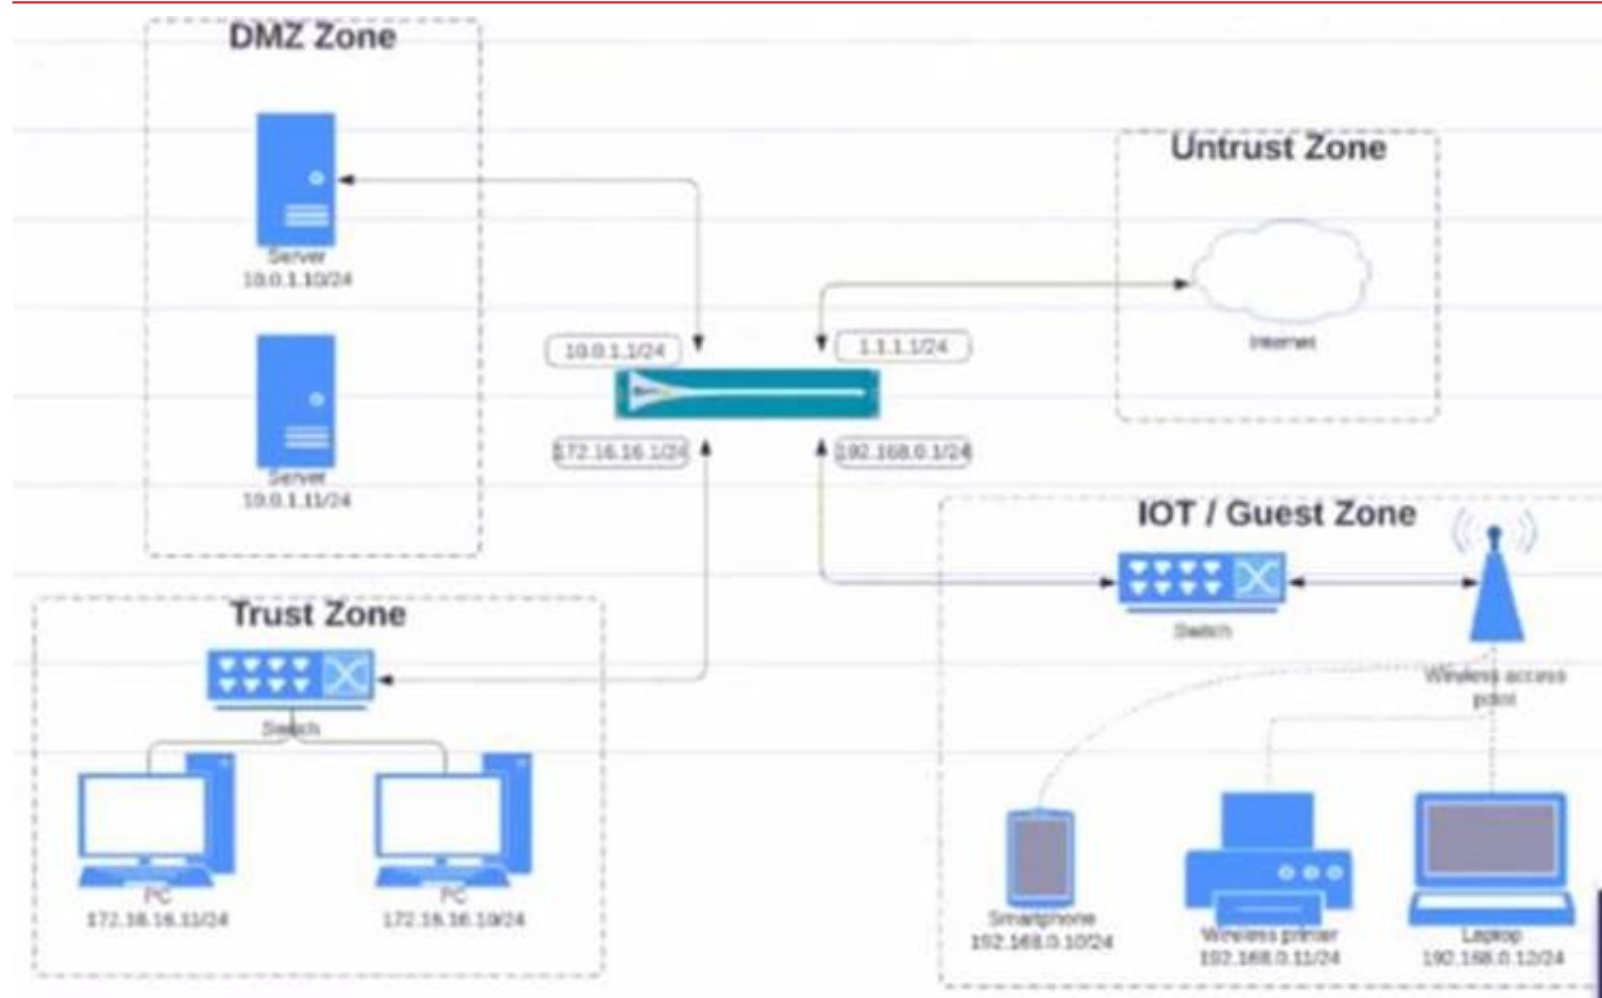 DMZ Zone
Server
10.0.1.10/24
Server
10.0.1.11/24
Untrust Zone
Internet
10.0.1.1/24
1.1.1.1/24
172.16.16.1/24
192.168.0.1/24
Trust Zone
Switch
PC
172.16.16.11/24
PC
172.16.16.10/24
IOT / Guest Zone
Switch
Wireless access
point
Smartphone
192.168.0.10/24
Wireless printer
192.168.0.11/24
Laptop
192.168.0.12/24